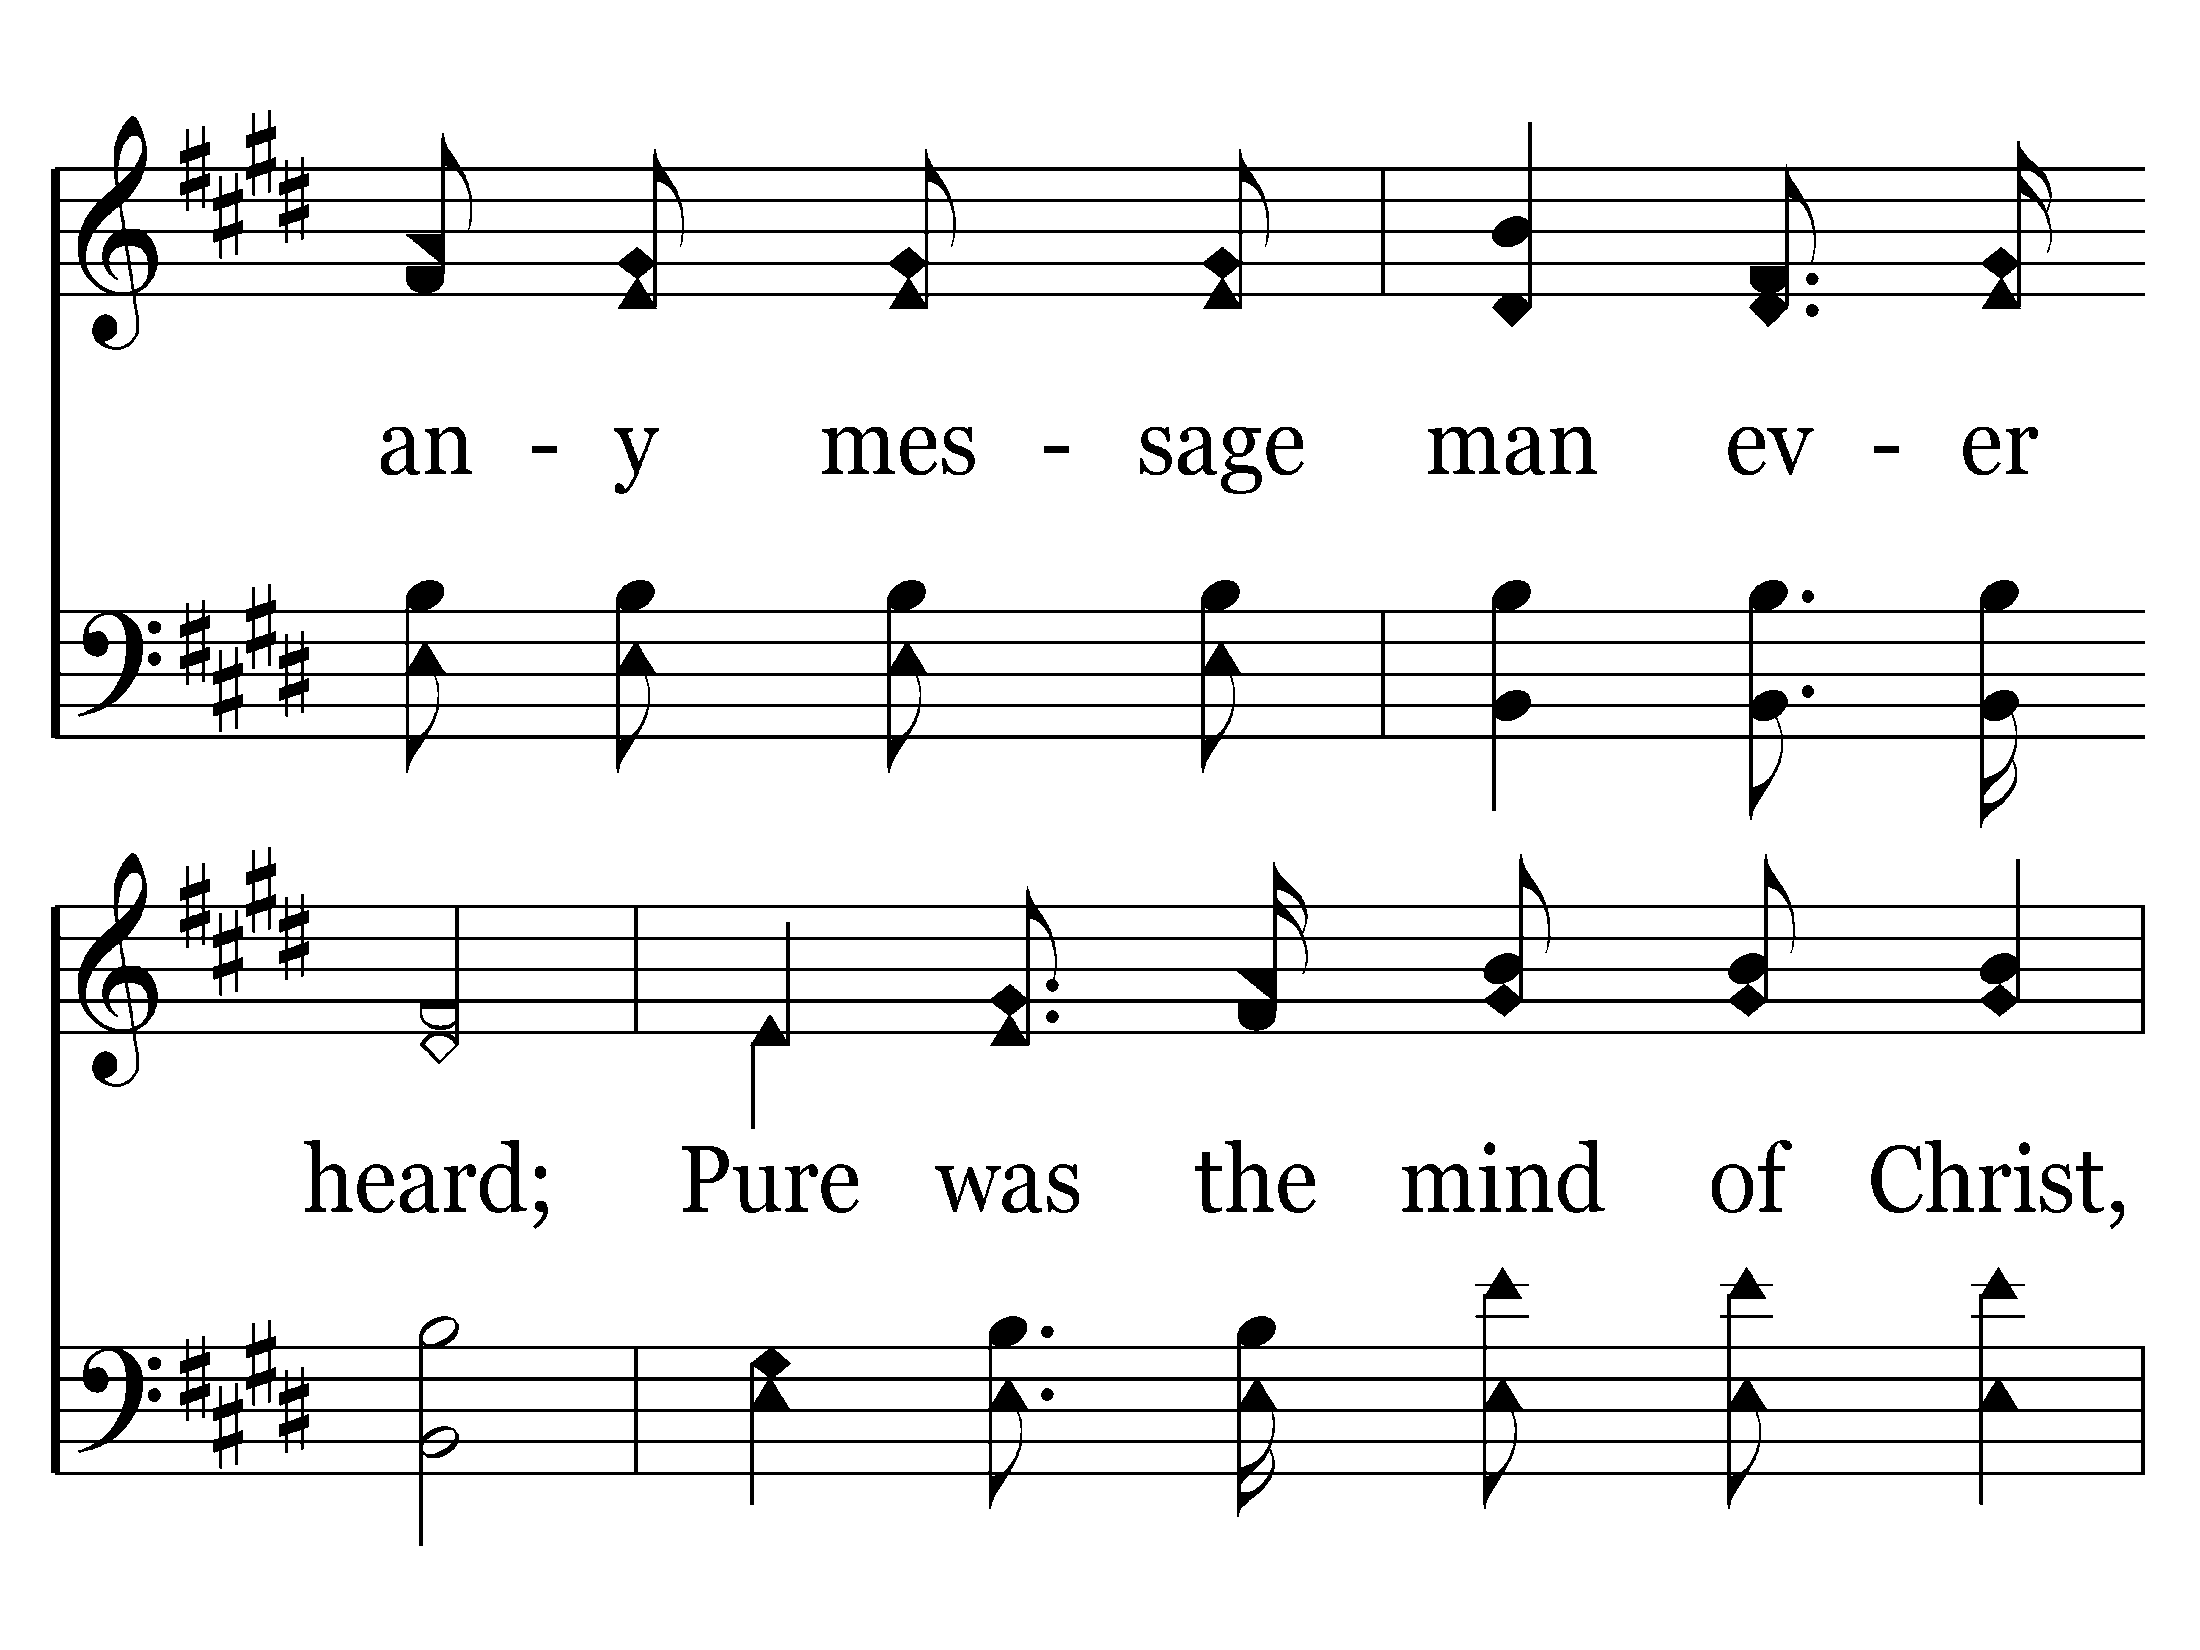 an - y mes - sage man ev - er
heard; Pure was the mind of Christ,